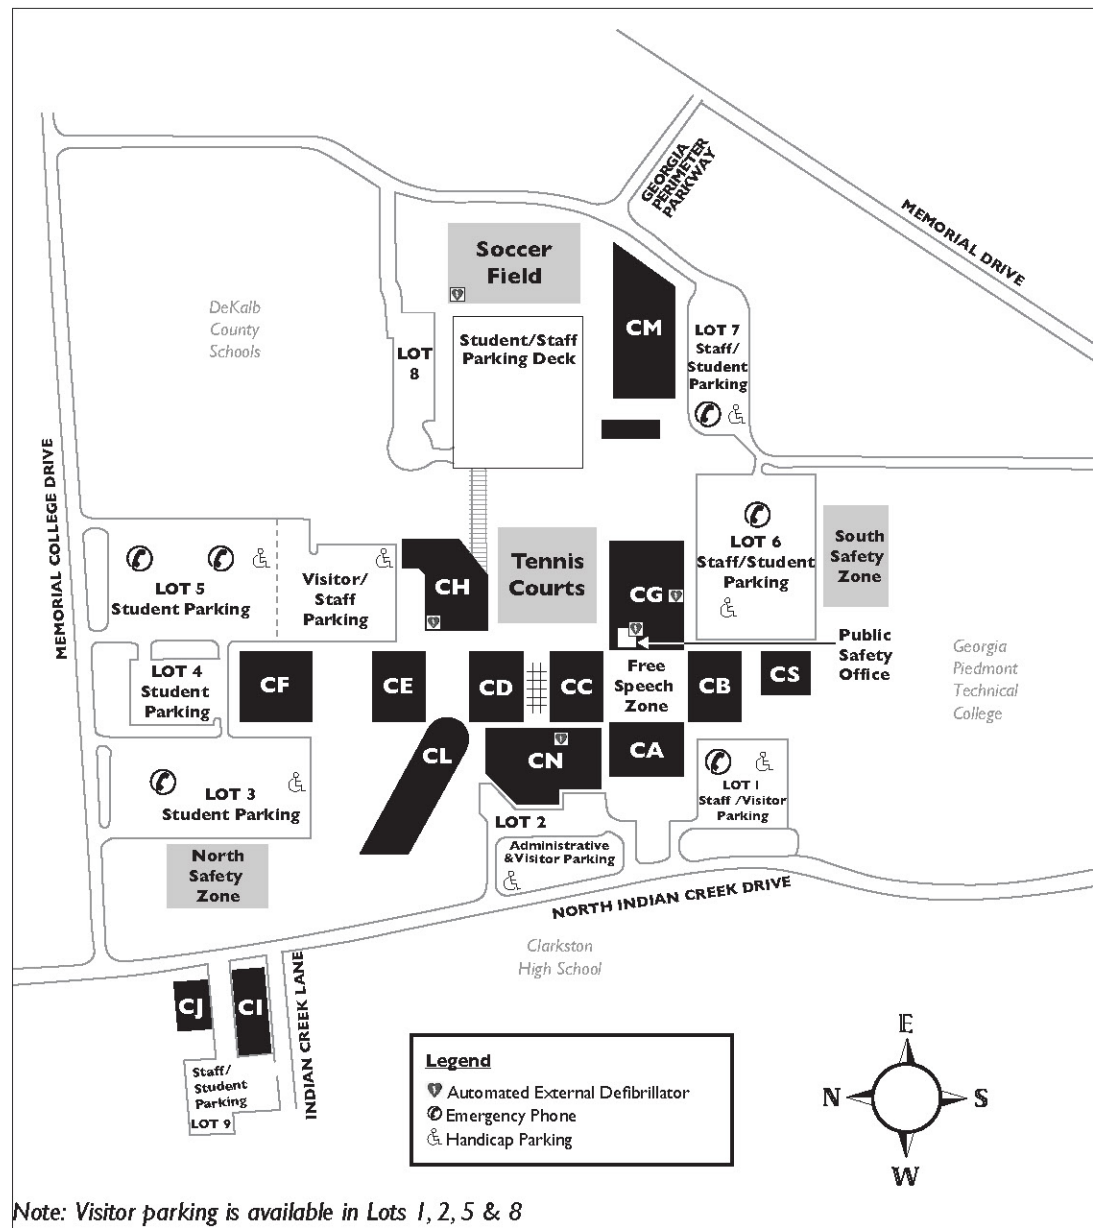 GEORGIA
PERIMETER
PARKWAY
MEMORIAL DRIVE
Soccer
Field
DeKalb
County
Schools
CM
LOT 7
Staff/
Student
Parking
LOT
8
Student/Staff
Parking Deck
MEMORIAL COLLEGE DRIVE
LOT 5
Student Parking
Visitor/
Staff
Parking
CH
Tennis
Courts
CG
LOT 6
Staff/Student
Parking
South
Safety
Zone
Public
Safety
Office
Georgia
Piedmont
Technical
College
LOT 4
Student
Parking
CF
CE
CD
CC
Free
Speech
Zone
CB
CS
CL
CN
CA
LOT 3
Student Parking
LOT 1
Staff /Visitor
Parking
LOT 2
Administrative
&Visitor Parking
North
Safety
Zone
NORTH INDIAN CREEK DRIVE
Clarkston
High School
CJ
CI
INDIAN CREEK LANE
Staff/
Student
Parking
LOT 9
Legend
Automated External Defibrillator
Emergency Phone
Handicap Parking
E
N
S
W
Note: Visitor parking is available in Lots 1, 2, 5 & 8